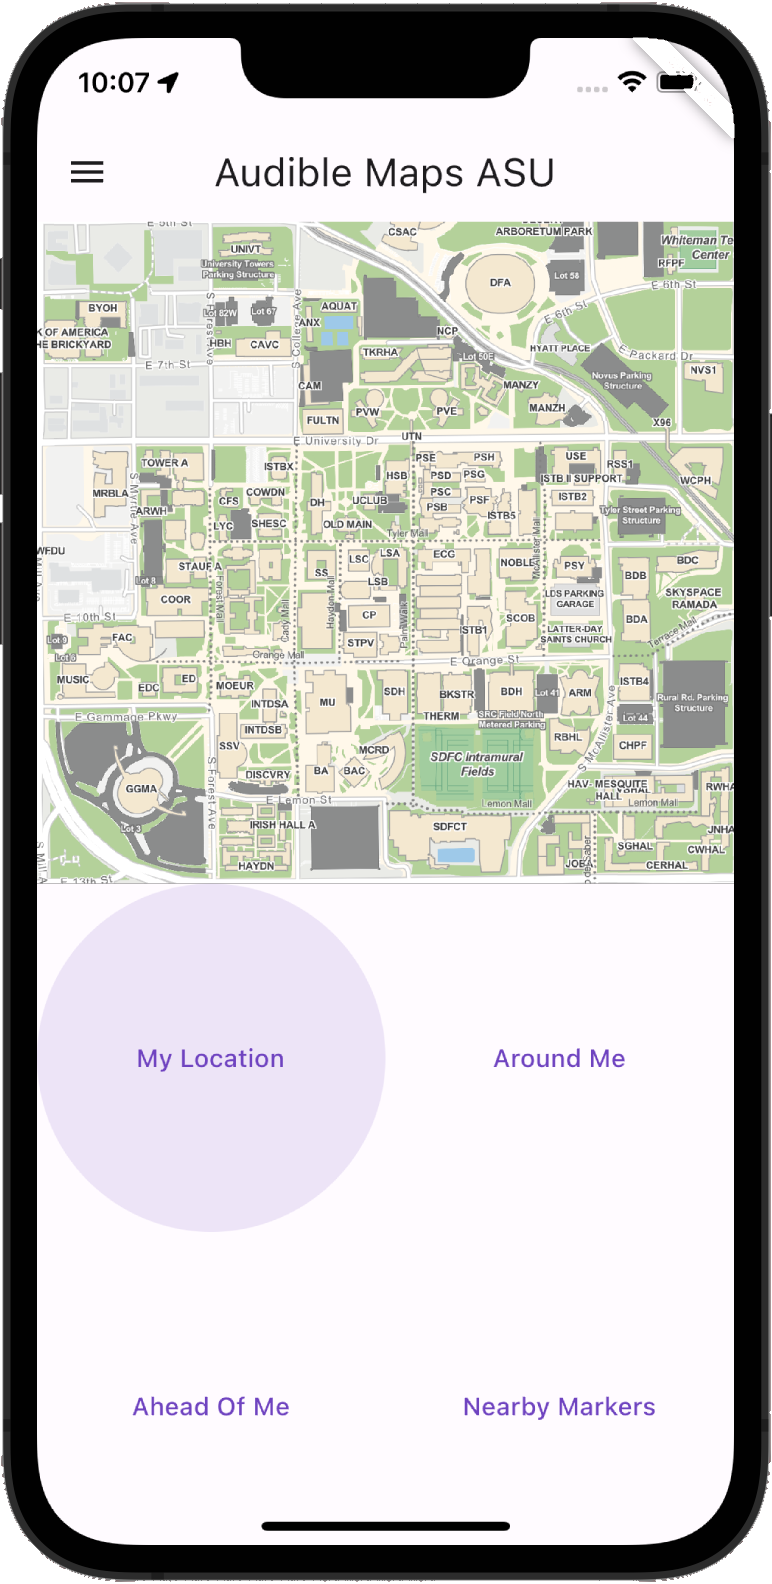 10:07
Audible Maps ASU
E 5th St
CSAC
ARBORETUM PARK
UNIVT
University Towers
Parking Structure
Whiteman Te
Center
RFPF
Lot 58
DFA
E 6th St
E 6th St
BYOH
Lot 82W
Lot 67
AQUAT
ANX
S Forest Ave
S College Ave
K OF AMERICA
HE BRICKYARD
HBH
CAVC
NCP
HYATT PLACE
E Packard Dr
E 7th St
TKRHA
Lot 50E
Novus Parking
Structure
NVS1
CAM
MANZY
PVW
PVE
MANZH
FULTN
X96
E University Dr
UTN
TOWER A
ISTBX
PSE
PSH
USE
RSS1
MRBLA
S Myrtle Ave
HSB
PSD
PSG
ISTB II SUPPORT
WCPH
CFS
COWDN
DH
UCLUB
PSC
PSF
ISTB2
ARWH
LYC
SHESC
OLD MAIN
PSB
ISTB5
Tyler Street Parking
Structure
Tyler Mall
McAllister Mall
WFDU
STAUF A
SS
LSC
LSA
ECG
NOBLE
PSY
BDC
Lot 8
LSB
BDB
SKYSPACE
RAMADA
COOR
Forest Mall
Cady Mall
Haydon Mall
CP
Palm Walk
LDS PARKING
GARAGE
E 10th St
SCOB
BDA
Lot 9
FAC
STPV
ISTB1
LATTER-DAY
SAINTS CHURCH
Terrace Mall
Lot 6
Orange Mall
E Orange St
MUSIC
EDC
ED
MOEUR
MU
SDH
BKSTR
BDH
Lot 41
ARM
ISTB4
Rural Rd. Parking
Structure
INTDSA
THERM
SRC Field North
Metered Parking
Lot 44
E Gammage Pkwy
INTDSB
RBHL
CHPF
SSV
MCRD
SDFC Intramural
Fields
S McAllister Ave
GGMA
DISCVRY
BA
BAC
HAV- MESQUITE
HALL
RWHA
S Forest Ave
E Lemon St
Lemon Mall
Lemon Mall
Lot 3
IRISH HALL A
SDFCT
JNHA
SGHAL
CWHAL
HAYDN
CERHAL
E 13th St
My Location
Around Me
Ahead Of Me
Nearby Markers